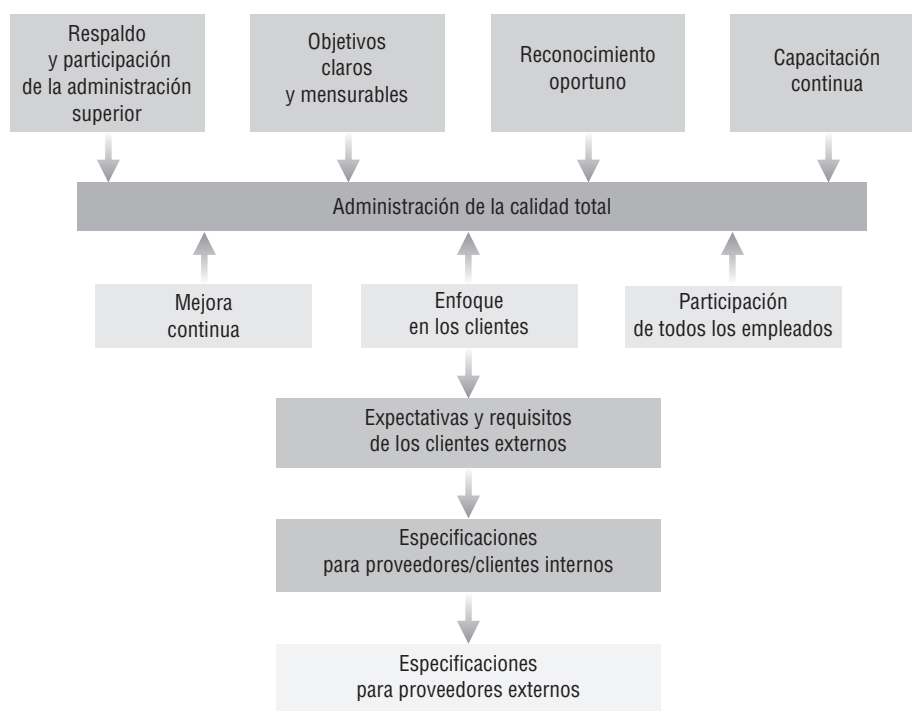 Respaldo
y participación
de la administración
superior
Objetivos
claros
y mensurables
Reconocimiento
oportuno
Capacitación
continua
Administración de la calidad total
Mejora
continua
Enfoque
en los clientes
Participación
de todos los empleados
Expectativas y requisitos
de los clientes externos
Especificaciones
para proveedores/clientes internos
Especificaciones
para proveedores externos